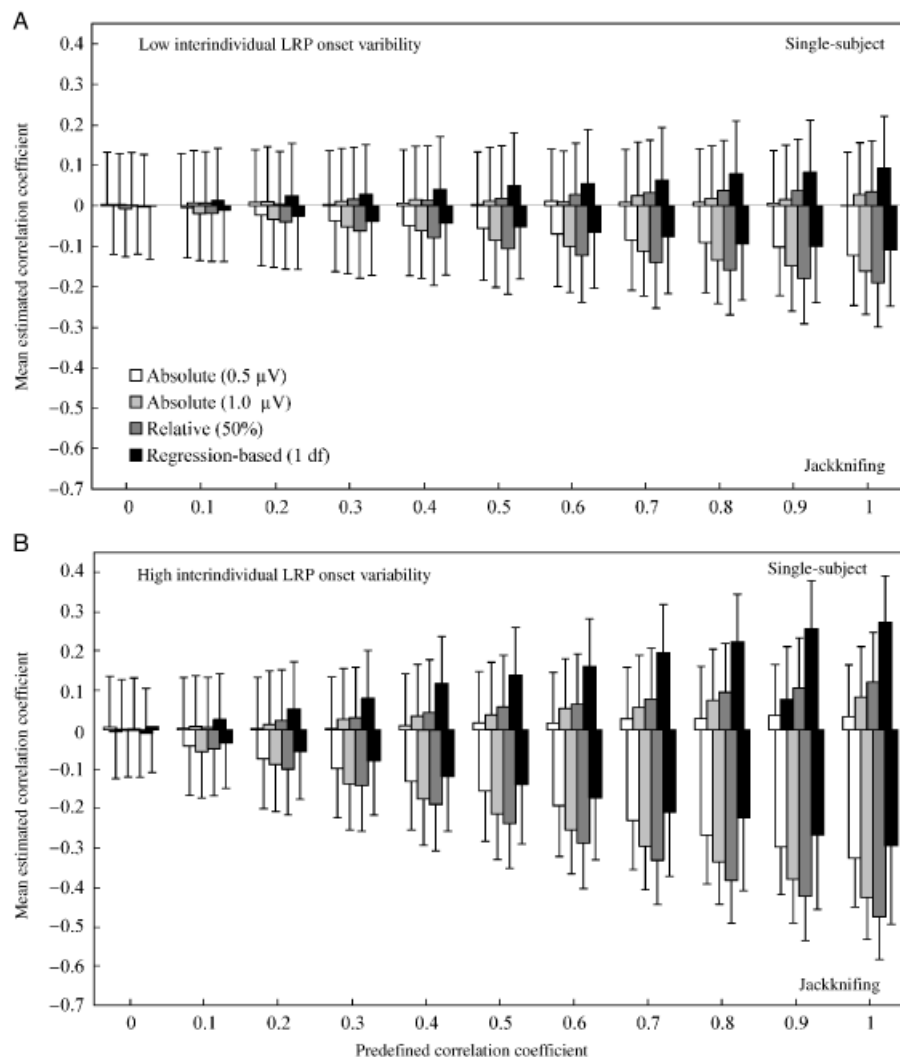 A
Low interindividual LRP onset varibility
Single-subject
0.4
0.3
0.2
0.1
0
−0.1
−0.2
−0.3
−0.4
−0.5
−0.6
−0.7
Mean estimated correlation coefficient
Absolute (0.5 µV)
Absolute (1.0 µV)
Relative (50%)
Regression-based (1 df)
Jackknifing
0 0.1 0.2 0.3 0.4 0.5 0.6 0.7 0.8 0.9 1
B
High interindividual LRP onset variability
Single-subject
0.4
0.3
0.2
0.1
0
−0.1
−0.2
−0.3
−0.4
−0.5
−0.6
−0.7
Mean estimated correlation coefficient
Jackknifing
0 0.1 0.2 0.3 0.4 0.5 0.6 0.7 0.8 0.9 1
Predefined correlation coefficient